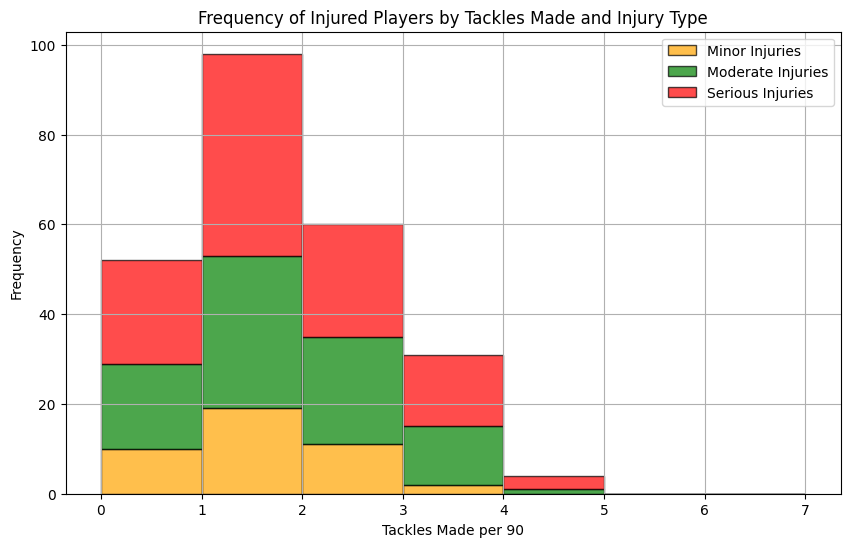 Frequency of Injured Players by Tackles Made and Injury Type
Minor Injuries
Moderate Injuries
Serious Injuries
100
80
60
40
20
0
Frequency
0 1 2 3 4 5 6 7
Tackles Made per 90